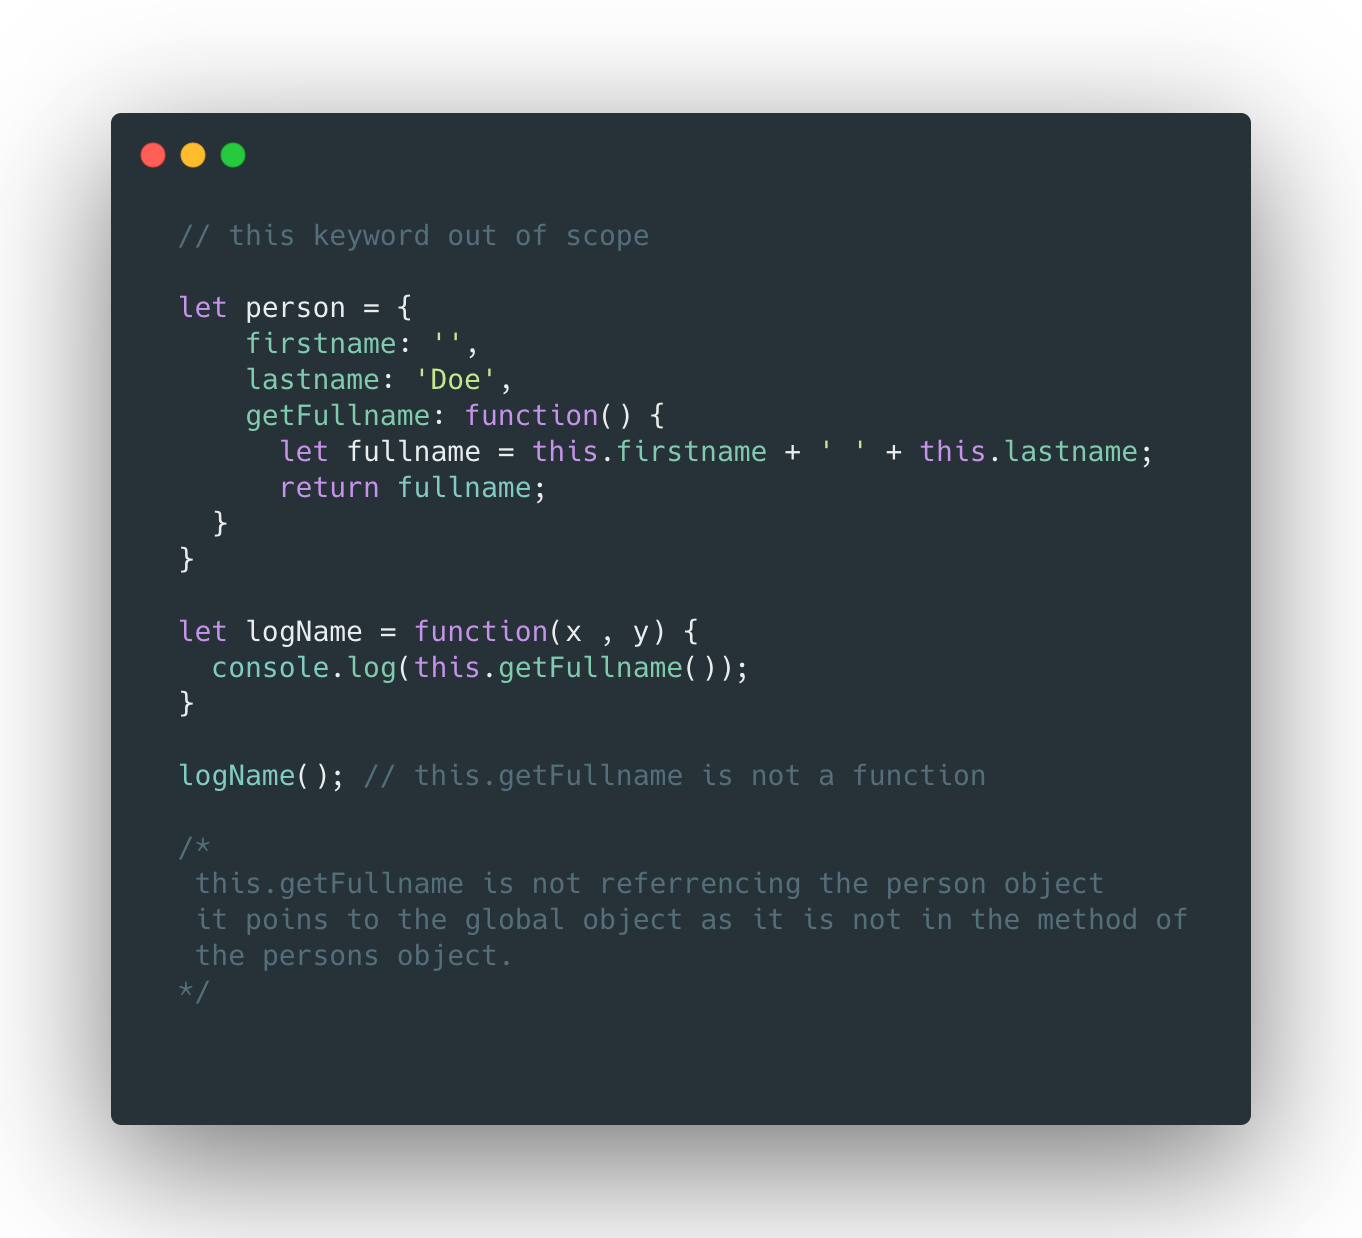 // this keyword out of scope
let person = {
    firstname: '',
    lastname: 'Doe',
    getFullname: function() {
      let fullname = this.firstname + ' ' + this.lastname;
      return fullname;
  }
}
let logName = function(x , y) {
  console.log(this.getFullname());
}
logName(); // this.getFullname is not a function
/*
 this.getFullname is not referrencing the person object
 it poins to the global object as it is not in the method of
 the persons object.
*/